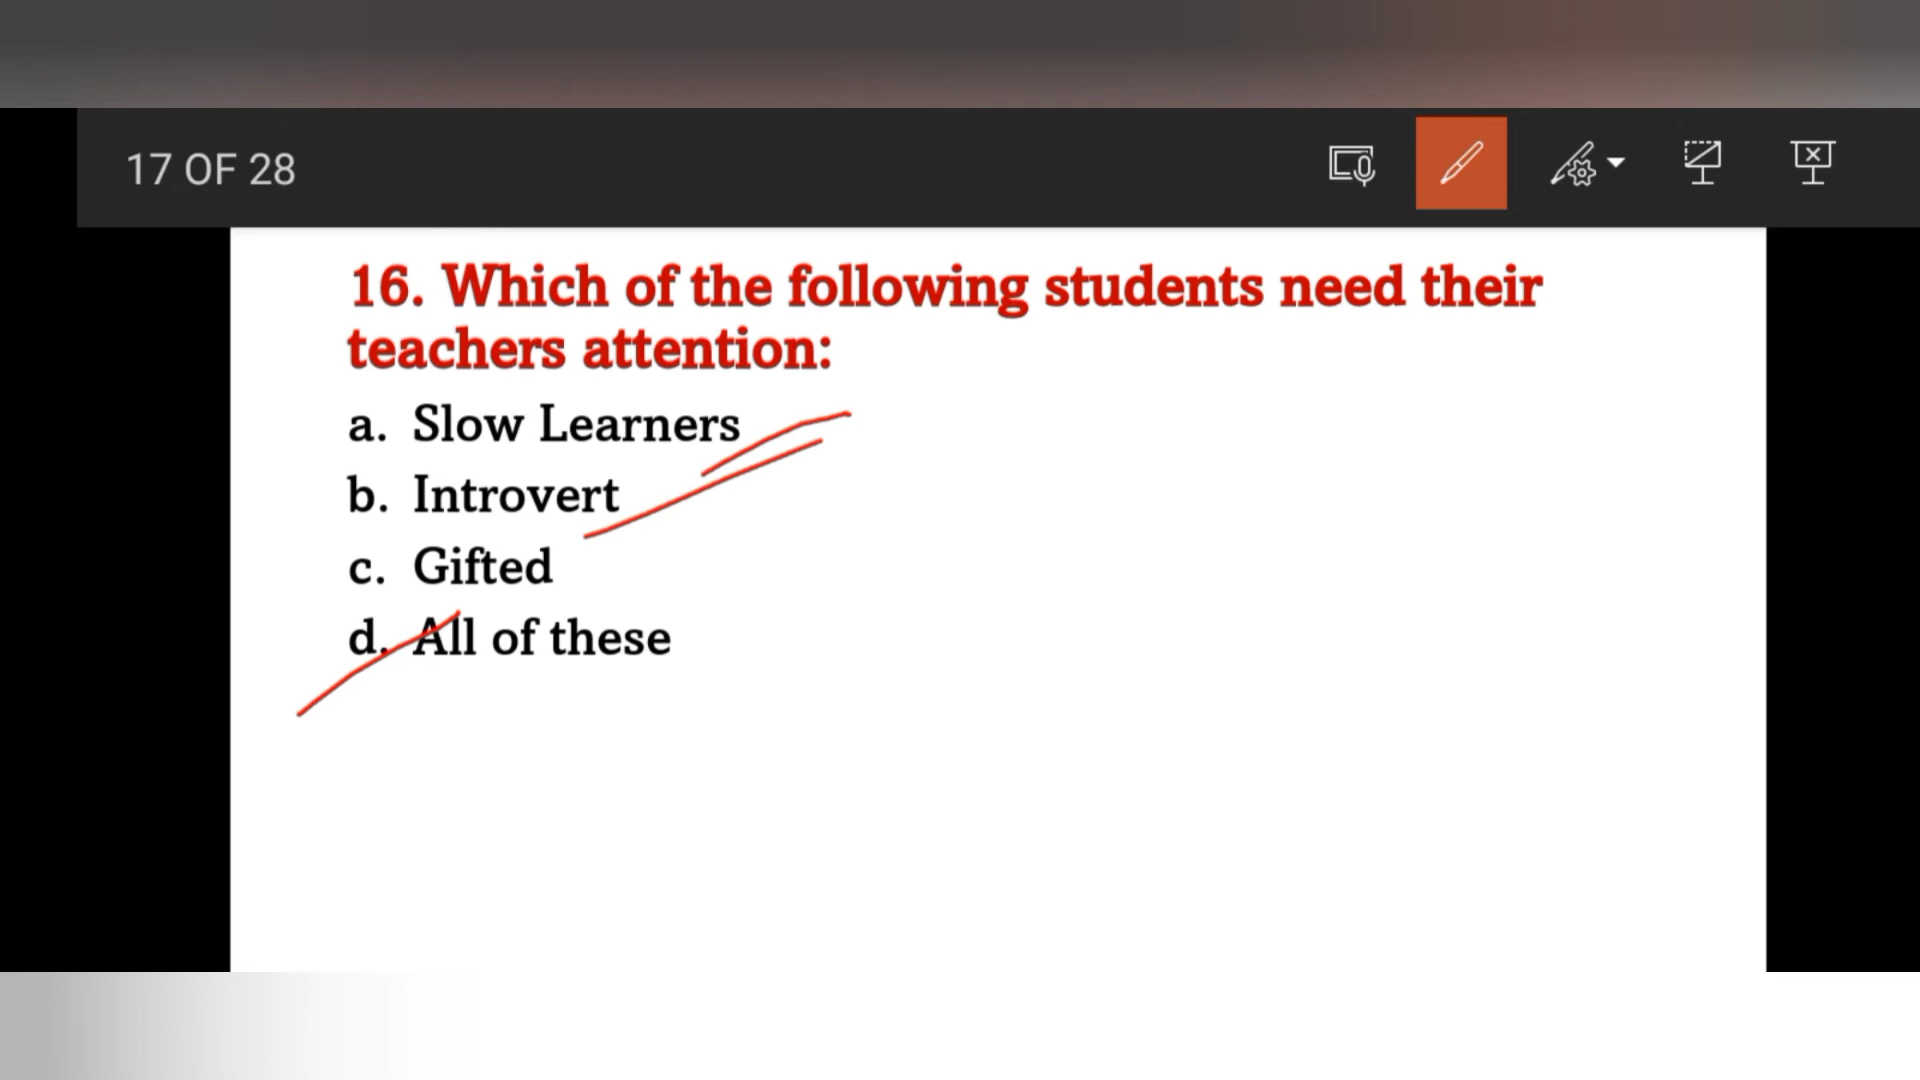 17 OF 28
16. Which of the following students need their
teachers attention:
a. Slow Learners
b. Introvert
c. Gifted
d. All of these